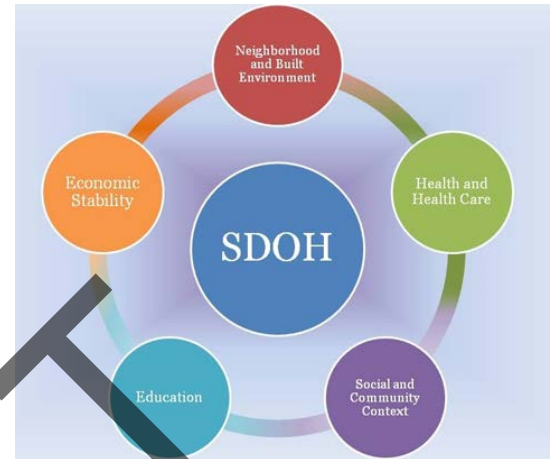 Neighborhood
and Built
Environment
Economic
Stability
Health and
Health Care
SDOH
Education
Social and
Community
Context